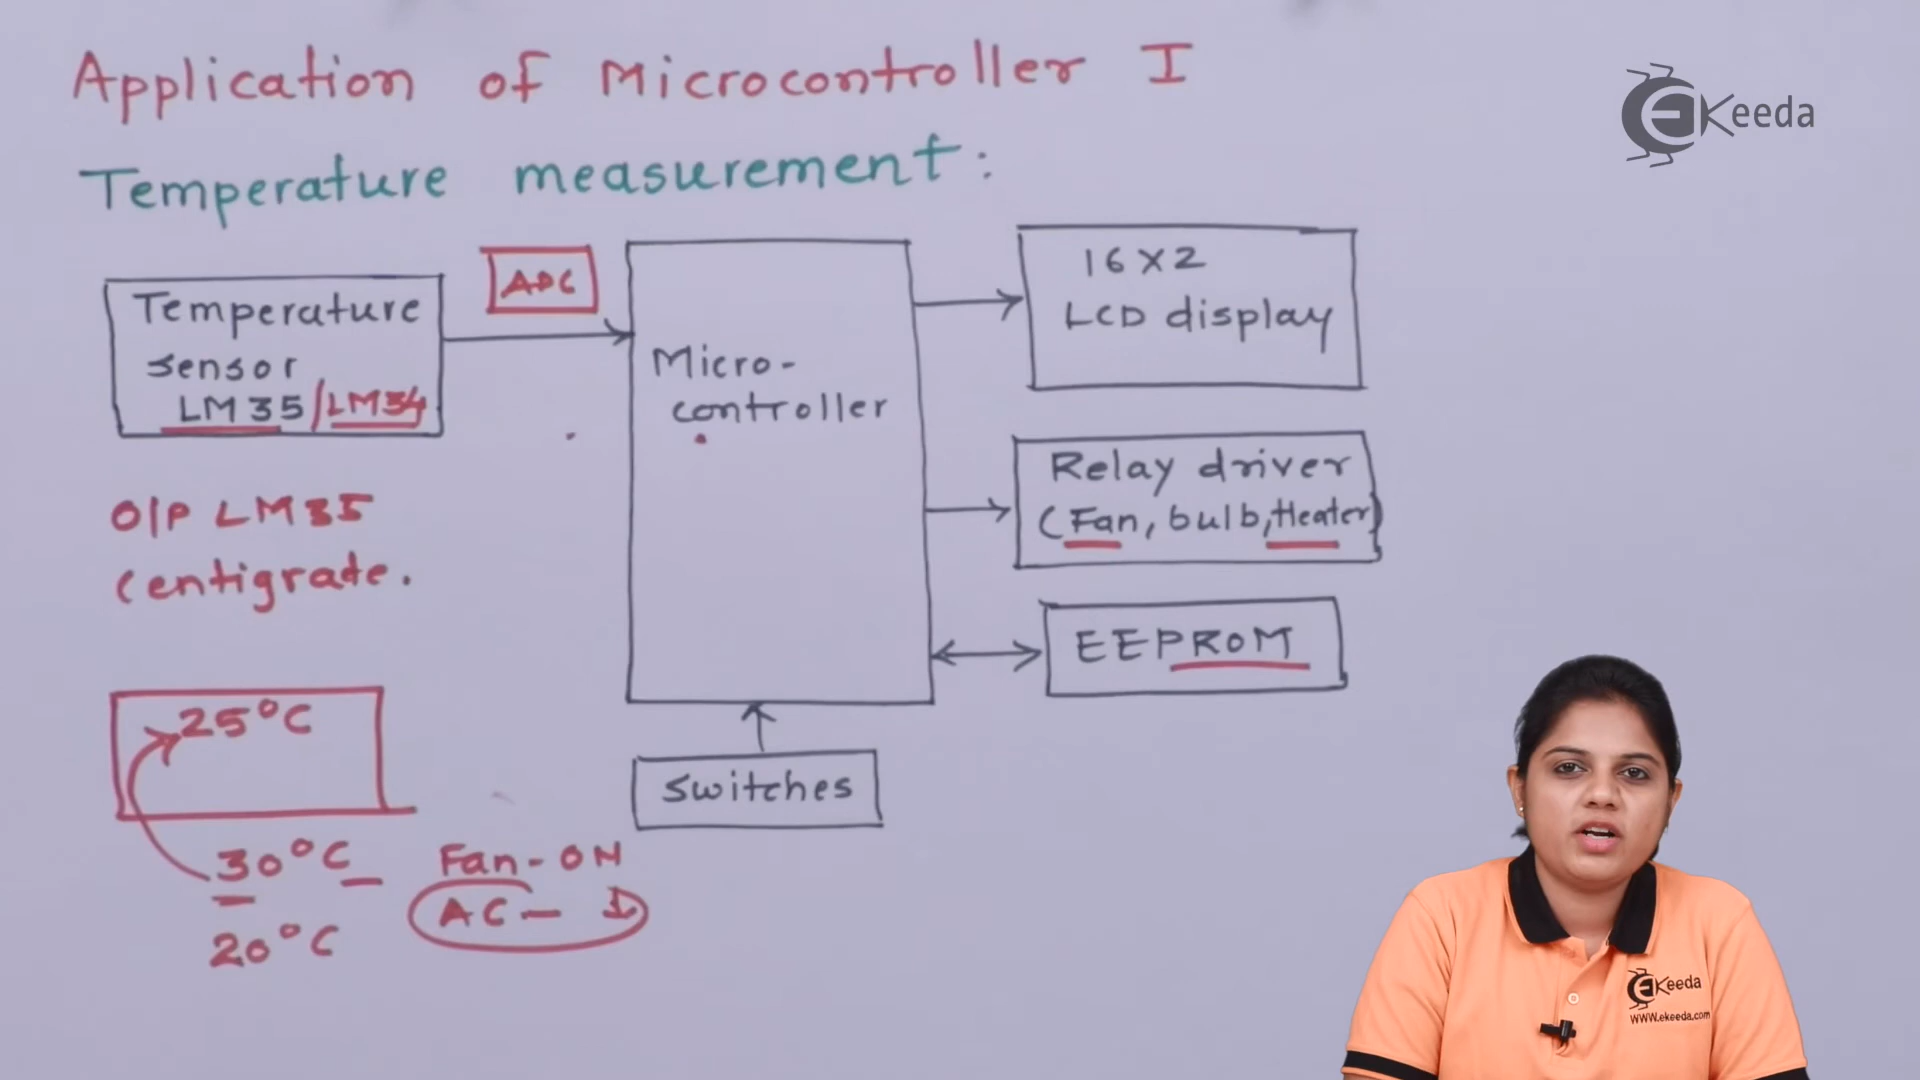 Application of Microcontroller I
EKeeda
Temperature measurement:
Temperature
sensor
LM35/LM34
ADC
Micro-
controller
16X2
LCD display
Relay driver
(Fan, bulb, Heater)
EEPROM
switches
O/P LM35
Centigrade.
25°C
30°C
20°C
Fan-ON
AC-
EKeeda
WWW.ekeeda.com